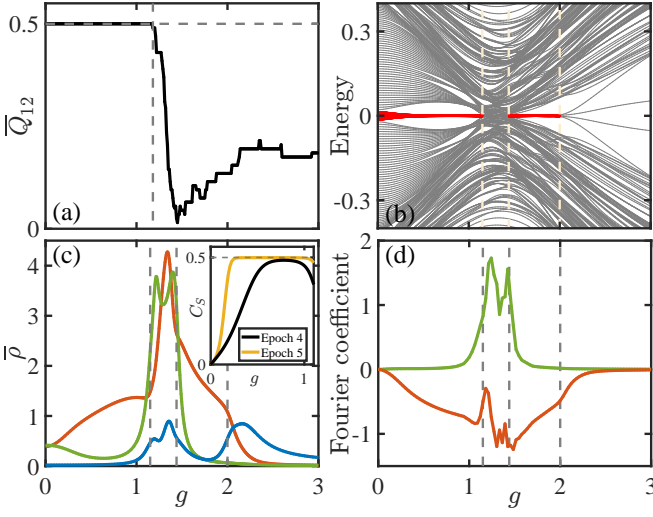 0.5
0
Q̅₁₂
(a)
0.3
0
-0.3
Energy
(b)
4
3
2
1
0
ρ̅
(c)
0 1 2 3
g
0.5
0
C_S
Epoch 4
Epoch 5
0 1
g
2
1
0
-1
Fourier coefficient
(d)
0 1 2 3
g